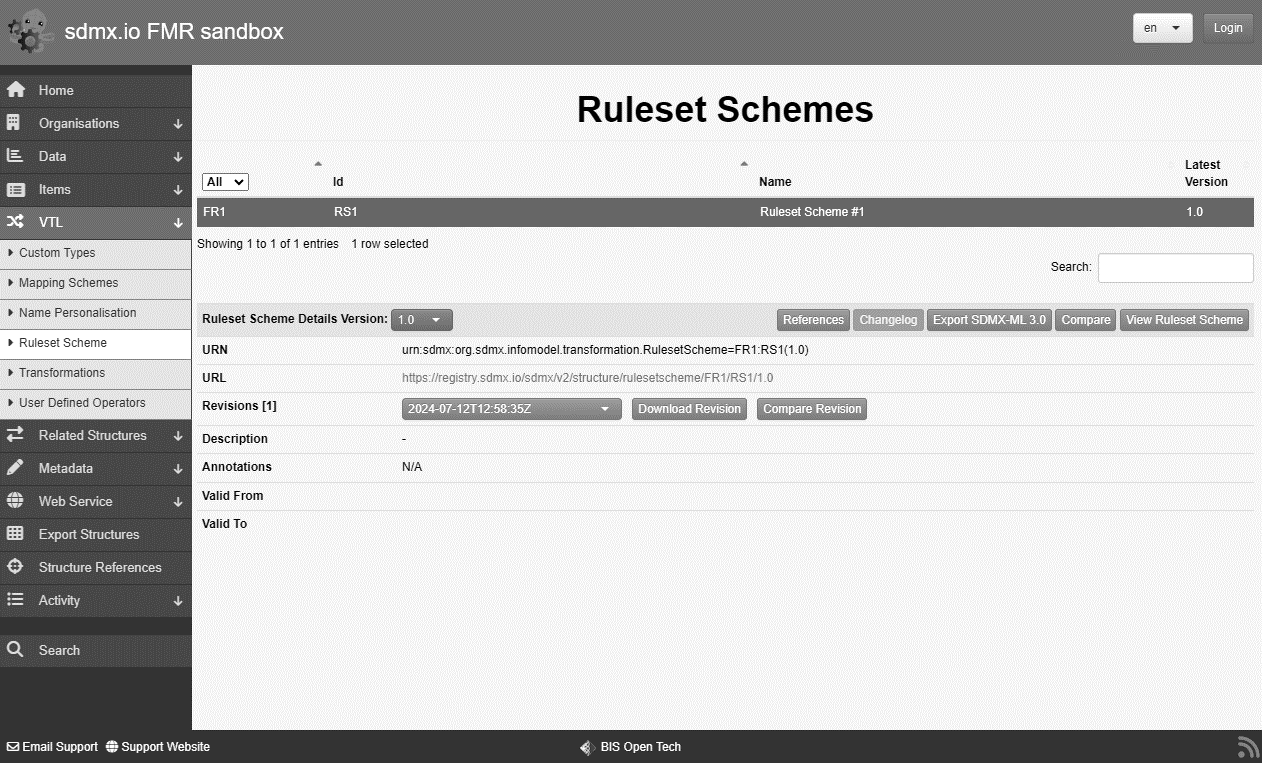 sdmx.io FMR sandbox
en
Login
Home
Organisations
Data
Items
VTL
Custom Types
Mapping Schemes
Name Personalisation
Ruleset Scheme
Transformations
User Defined Operators
Related Structures
Metadata
Web Service
Export Structures
Structure References
Activity
Search
Ruleset Schemes
All Id Name Latest Version
FR1 RS1 Ruleset Scheme #1 1.0
Showing 1 to 1 of 1 entries 1 row selected
Search:
Ruleset Scheme Details Version: 1.0 References Changelog Export SDMX-ML 3.0 Compare View Ruleset Scheme
URN urn:sdmx:org.sdmx.infomodel.transformation.RulesetScheme=FR1:RS1(1.0)
URL https://registry.sdmx.io/sdmx/v2/structure/rulesetscheme/FR1/RS1/1.0
Revisions [1] 2024-07-12T12:58:35Z Download Revision Compare Revision
Description -
Annotations N/A
Valid From
Valid To
Email Support Support Website BIS Open Tech